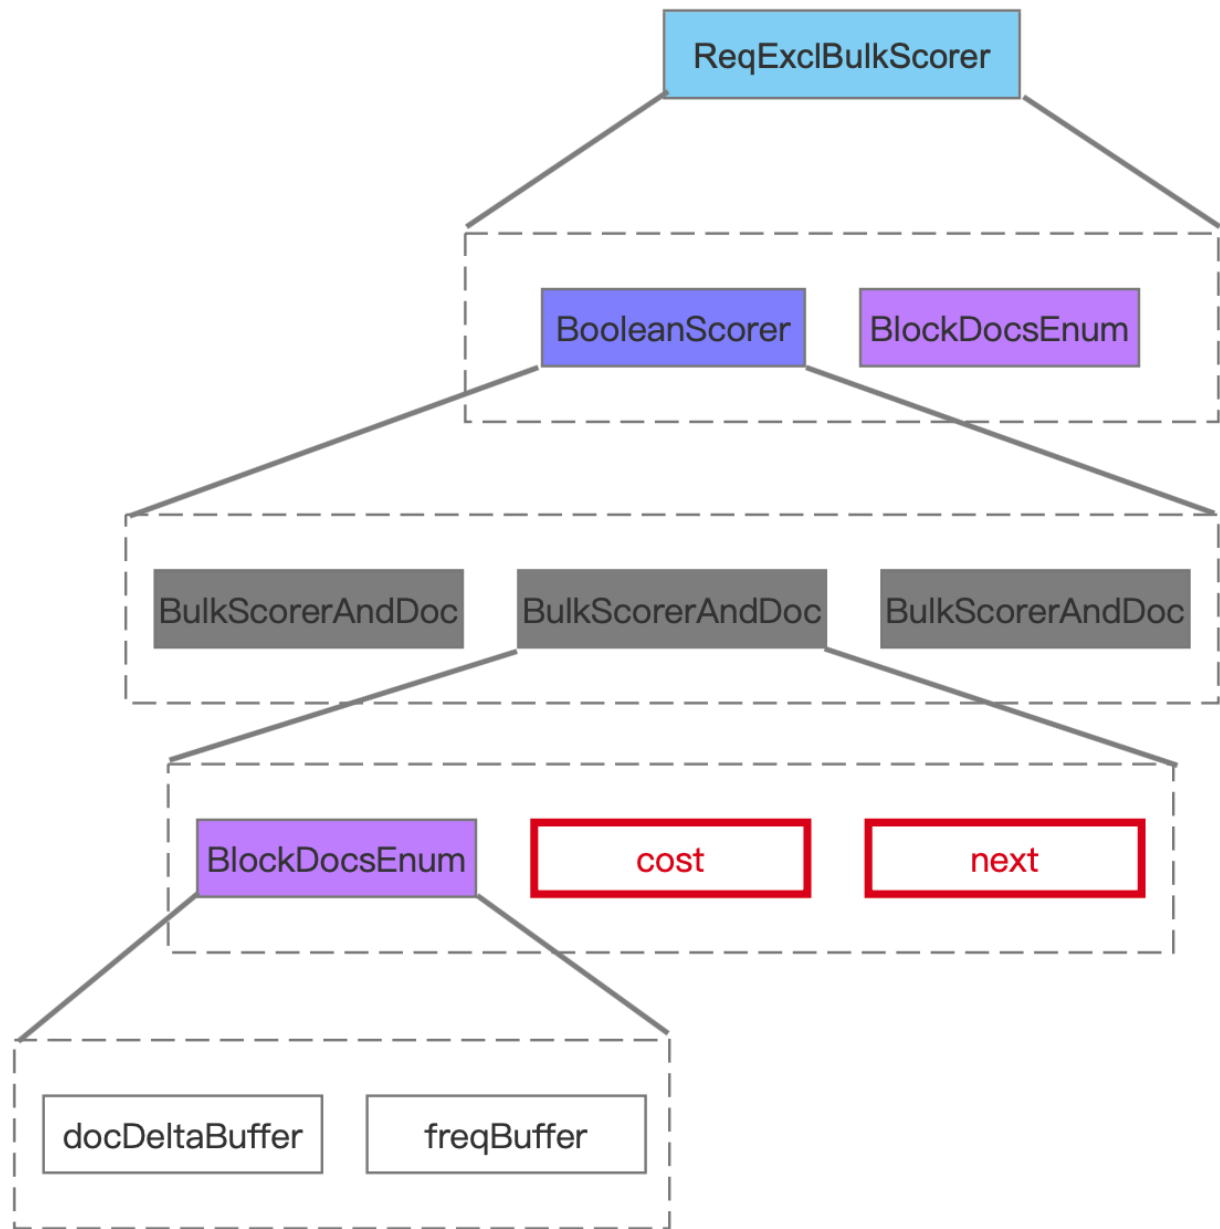 ReqExclBulkScorer
BooleanScorer
BlockDocsEnum
BulkScorerAndDoc
BulkScorerAndDoc
BulkScorerAndDoc
BlockDocsEnum
cost
next
docDeltaBuffer
freqBuffer